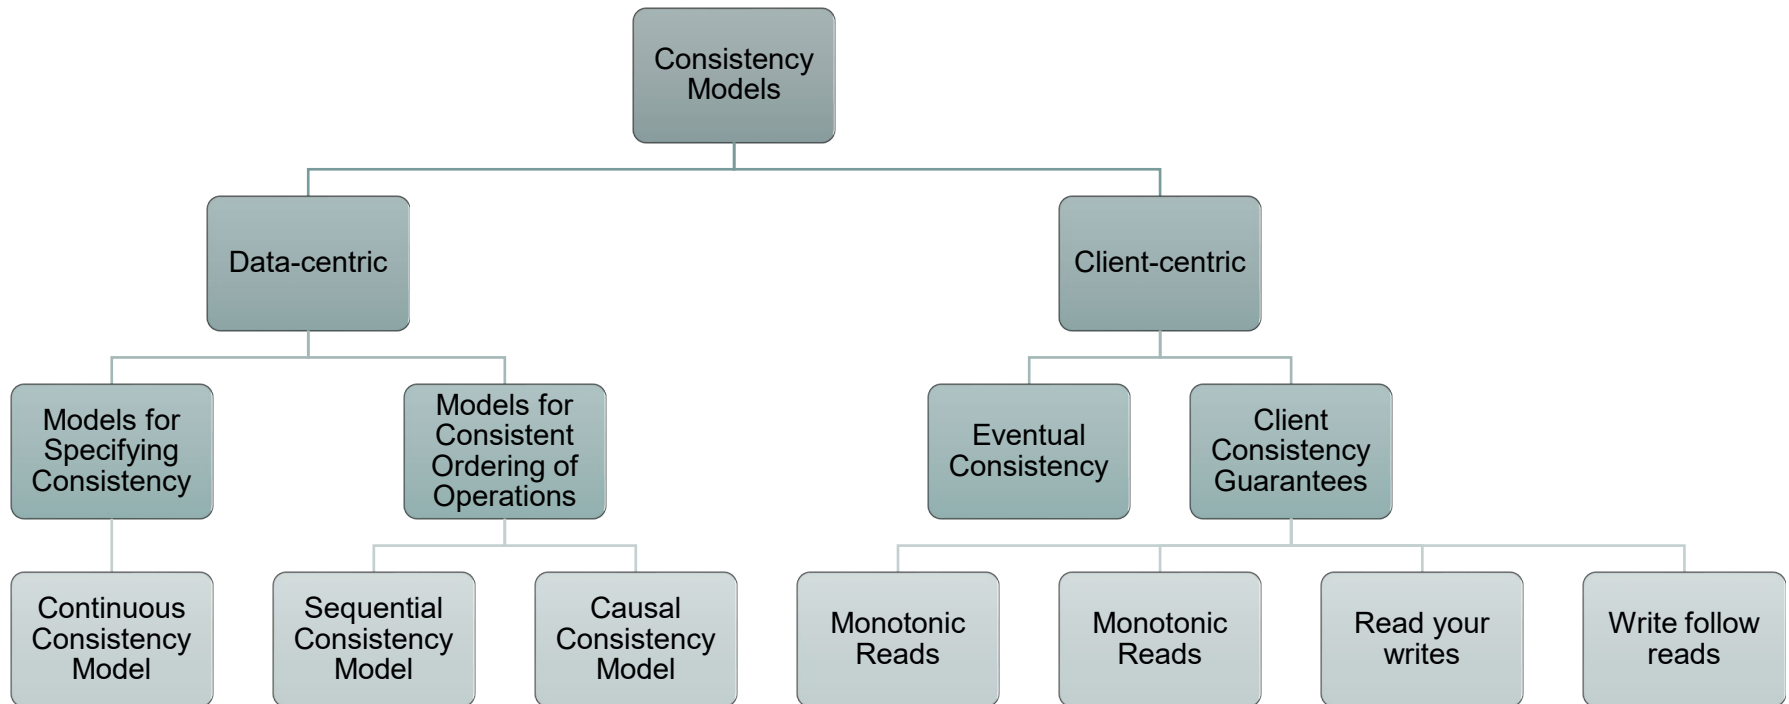 Consistency
Models
Data-centric
Client-centric
Models for
Specifying
Consistency
Models for
Consistent
Ordering of
Operations
Eventual
Consistency
Client
Consistency
Guarantees
Continuous
Consistency
Model
Sequential
Consistency
Model
Causal
Consistency
Model
Monotonic
Reads
Monotonic
Reads
Read your
writes
Write follow
reads